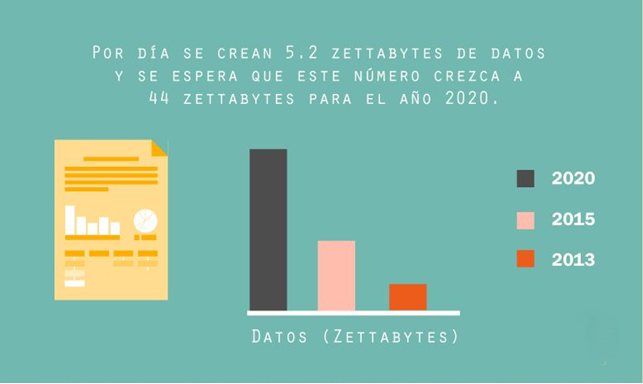 POR DÍA SE CREAN 5.2 ZETTABYTES DE DATOS
Y SE ESPERA QUE ESTE NÚMERO CREZCA A
44 ZETTABYTES PARA EL AÑO 2020.
2020
2015
2013
DATOS (ZETTABYTES)